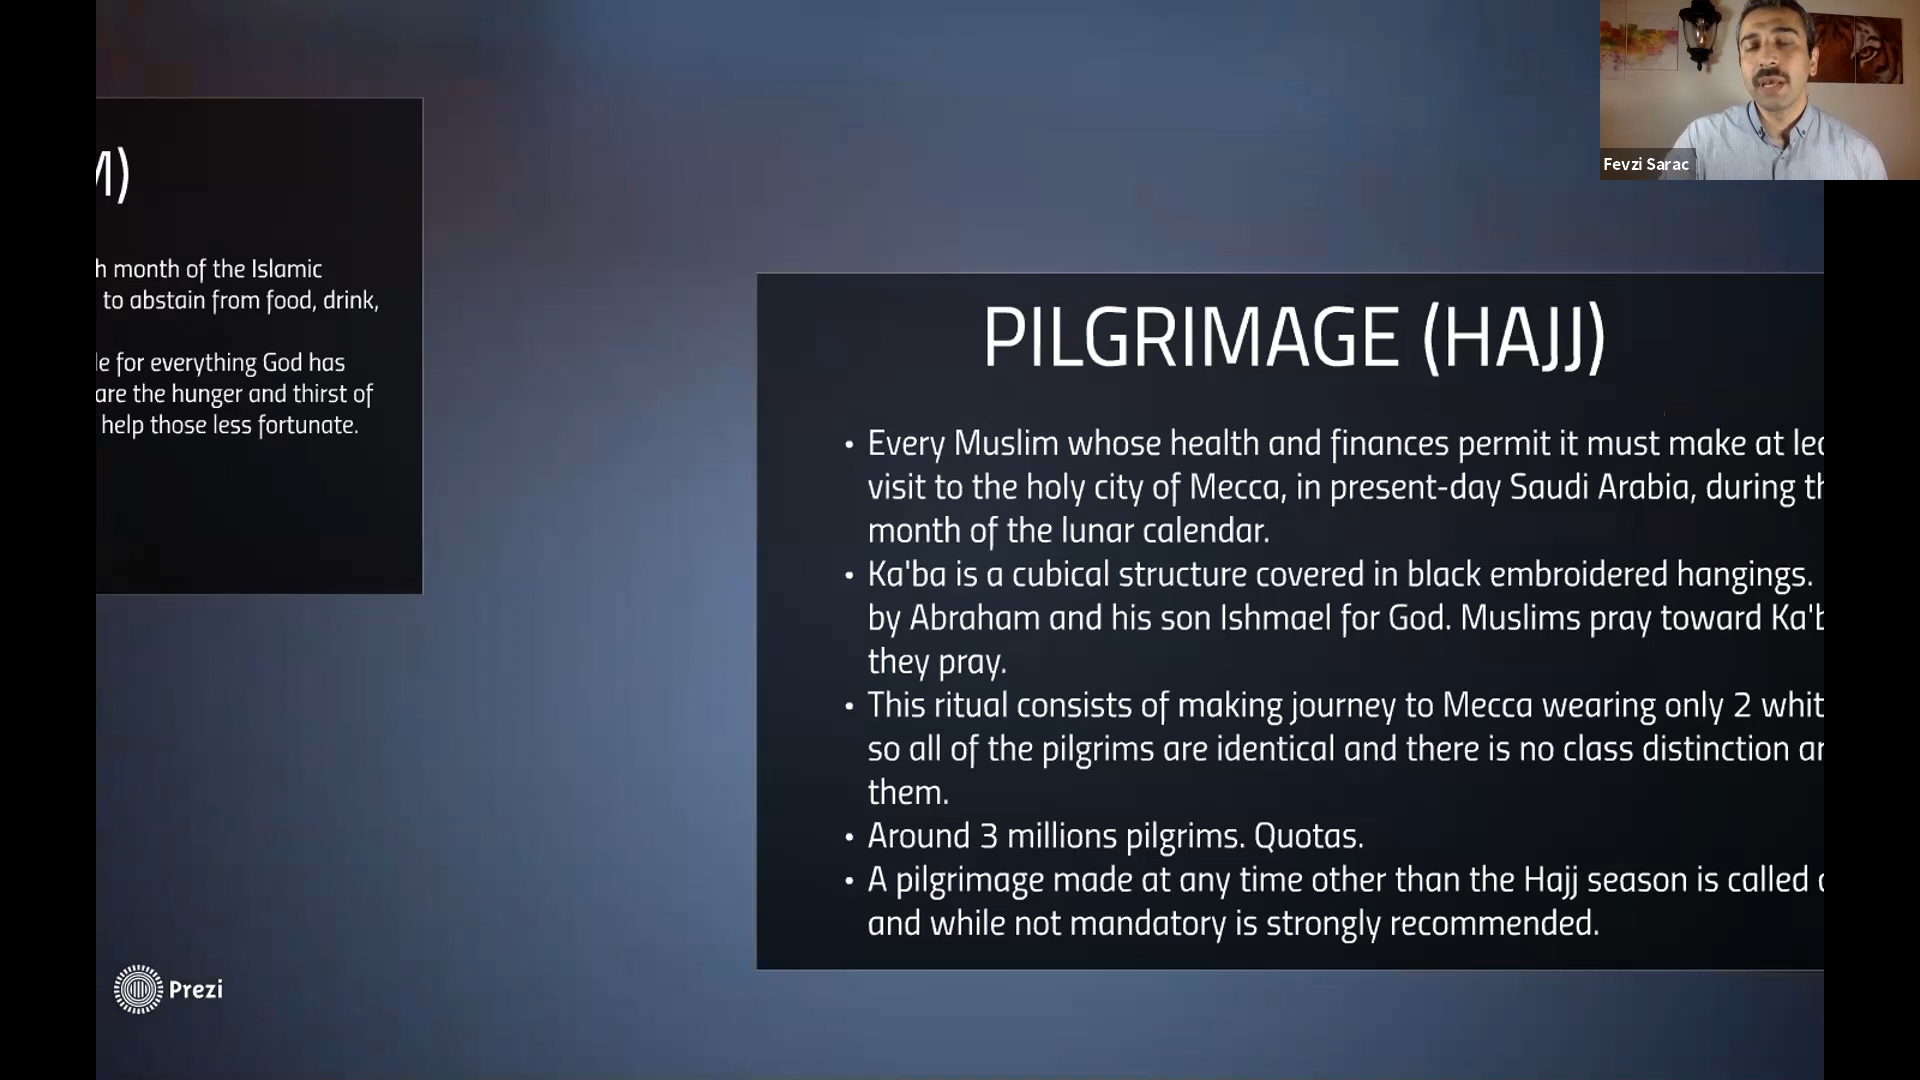 Fevzi Sarac
month of the Islamic
to abstain from food, drink,
for everything God has
are the hunger and thirst of
help those less fortunate.
PILGRIMAGE (HAJJ)
• Every Muslim whose health and finances permit it must make at
visit to the holy city of Mecca, in present-day Saudi Arabia, during
month of the lunar calendar.
• Ka'ba is a cubical structure covered in black embroidered hangings.
by Abraham and his son Ishmael for God. Muslims pray toward
they pray.
• This ritual consists of making journey to Mecca wearing only 2
so all of the pilgrims are identical and there is no class distinction
them.
• Around 3 millions pilgrims. Quotas.
• A pilgrimage made at any time other than the Hajj season is called
and while not mandatory is strongly recommended.
Prezi